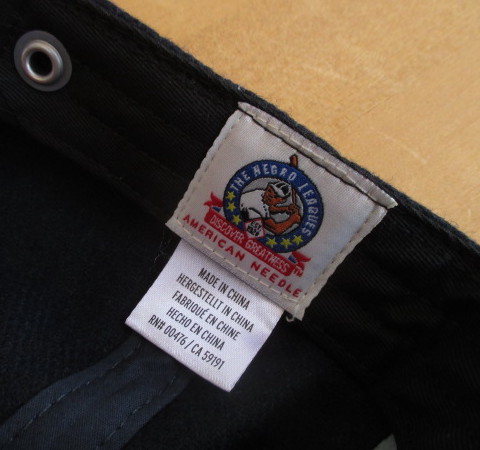 THE NEGRO LEAGUES
DISCOVER GREATNESS
AMERICAN NEEDLE
MADE IN CHINA
HERGESTELLT IN CHINA
FABRIQUÉ EN CHINE
HECHO EN CHINA
RN# 00476 / CA 59191